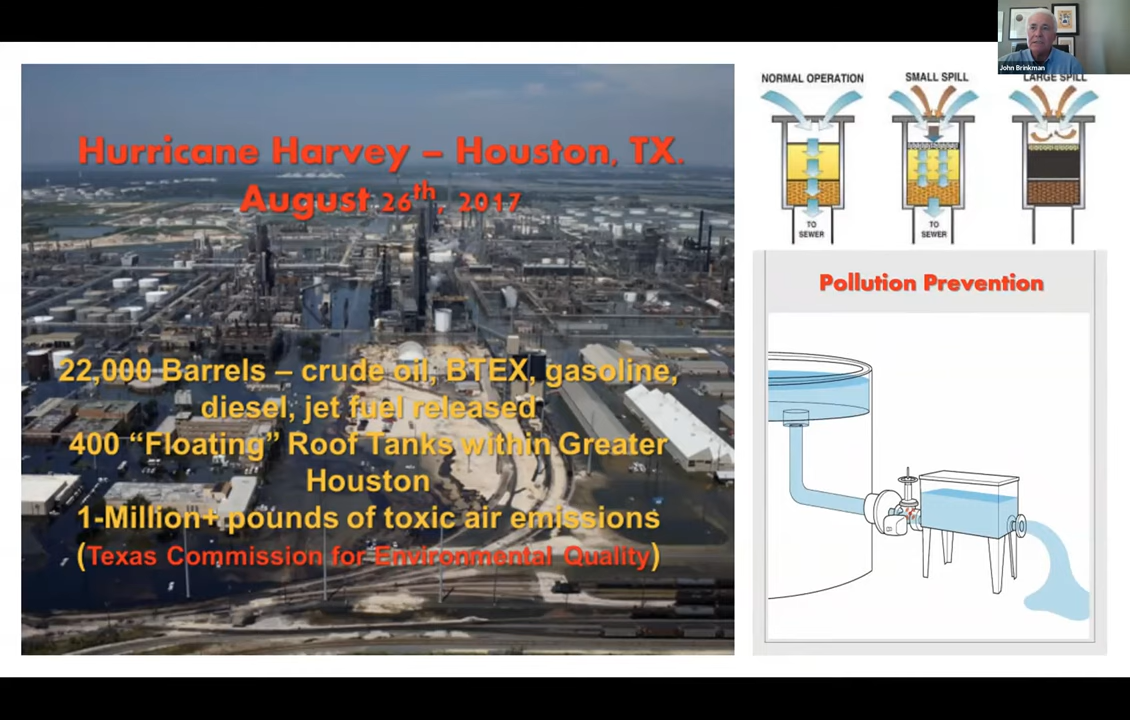 Hurricane Harvey – Houston, TX.
August 26th, 2017
22,000 Barrels – crude oil, BTEX, gasoline,
diesel, jet fuel released
400 “Floating” Roof Tanks within Greater
Houston
1-Million+ pounds of toxic air emissions
(Texas Commission for Environmental Quality)
John Brinkman
NORMAL OPERATION
SMALL SPILL
LARGE SPILL
TO
SEWER
TO
SEWER
Pollution Prevention